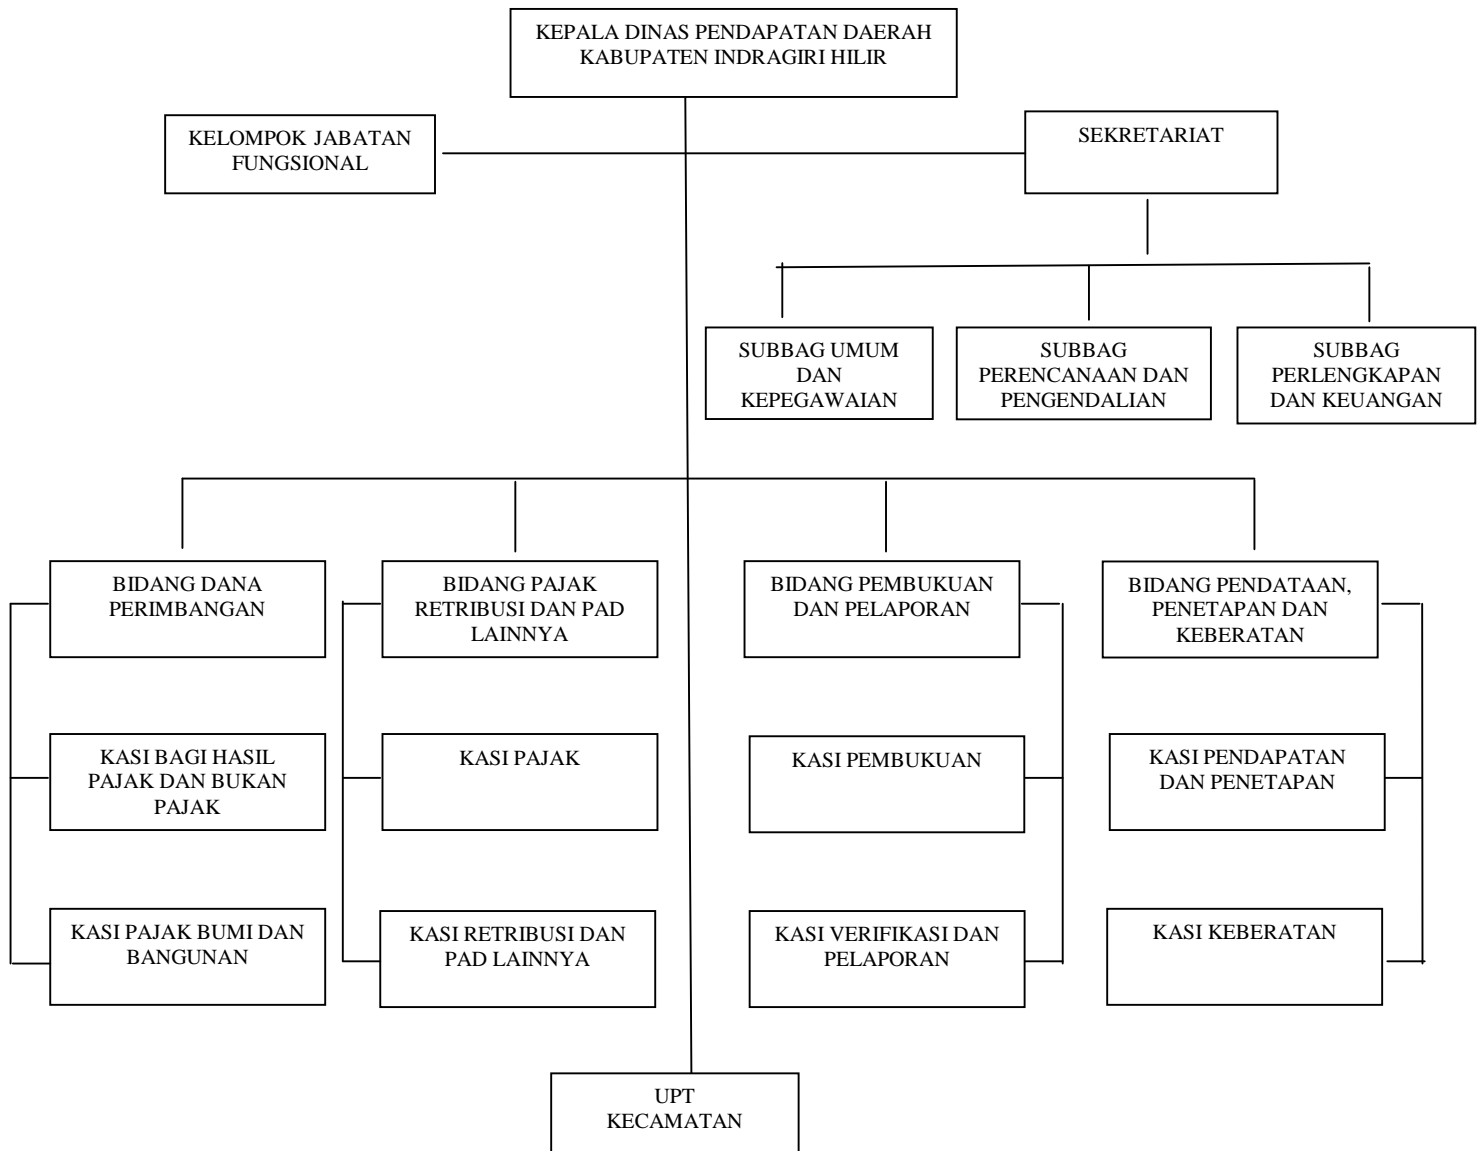 KEPALA DINAS PENDAPATAN DAERAH
KABUPATEN INDRAGIRI HILIR
KELOMPOK JABATAN
FUNGSIONAL
SEKRETARIAT
SUBBAG UMUM
DAN
KEPEGAWAIAN
SUBBAG
PERENCANAAN DAN
PENGENDALIAN
SUBBAG
PERLENGKAPAN
DAN KEUANGAN
BIDANG DANA
PERIMBANGAN
BIDANG PAJAK
RETRIBUSI DAN PAD
LAINNYA
BIDANG PEMBUKUAN
DAN PELAPORAN
BIDANG PENDATAAN,
PENETAPAN DAN
KEBERATAN
KASI BAGI HASIL
PAJAK DAN BUKAN
PAJAK
KASI PAJAK
KASI PEMBUKUAN
KASI PENDAPATAN
DAN PENETAPAN
KASI PAJAK BUMI DAN
BANGUNAN
KASI RETRIBUSI DAN
PAD LAINNYA
KASI VERIFIKASI DAN
PELAPORAN
KASI KEBERATAN
UPT
KECAMATAN